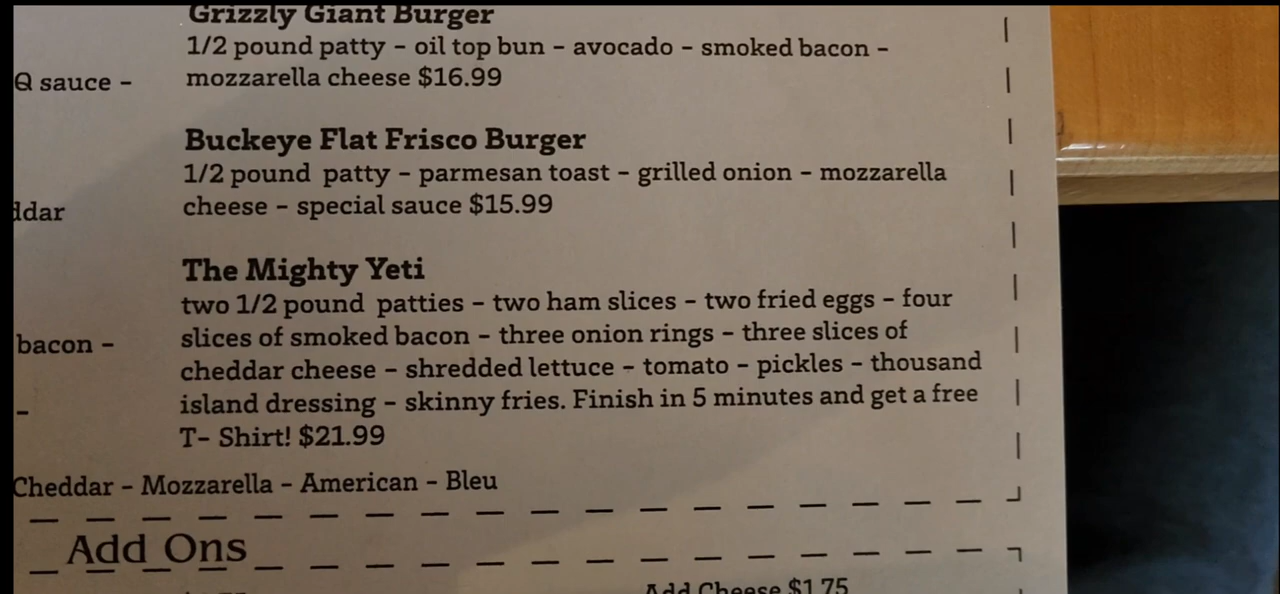 Grizzly Giant Burger
1/2 pound patty – oil top bun – avocado – smoked bacon –
mozzarella cheese $16.99
Q sauce –
Buckeye Flat Frisco Burger
1/2 pound patty – parmesan toast – grilled onion – mozzarella
cheese – special sauce $15.99
ddar
The Mighty Yeti
two 1/2 pound patties – two ham slices – two fried eggs – four
slices of smoked bacon – three onion rings – three slices of
bacon –
cheddar cheese – shredded lettuce – tomato – pickles – thousand
island dressing – skinny fries. Finish in 5 minutes and get a free
–
T- Shirt! $21.99
Cheddar – Mozzarella – American – Bleu
Add Ons
Add Cheese $1.75